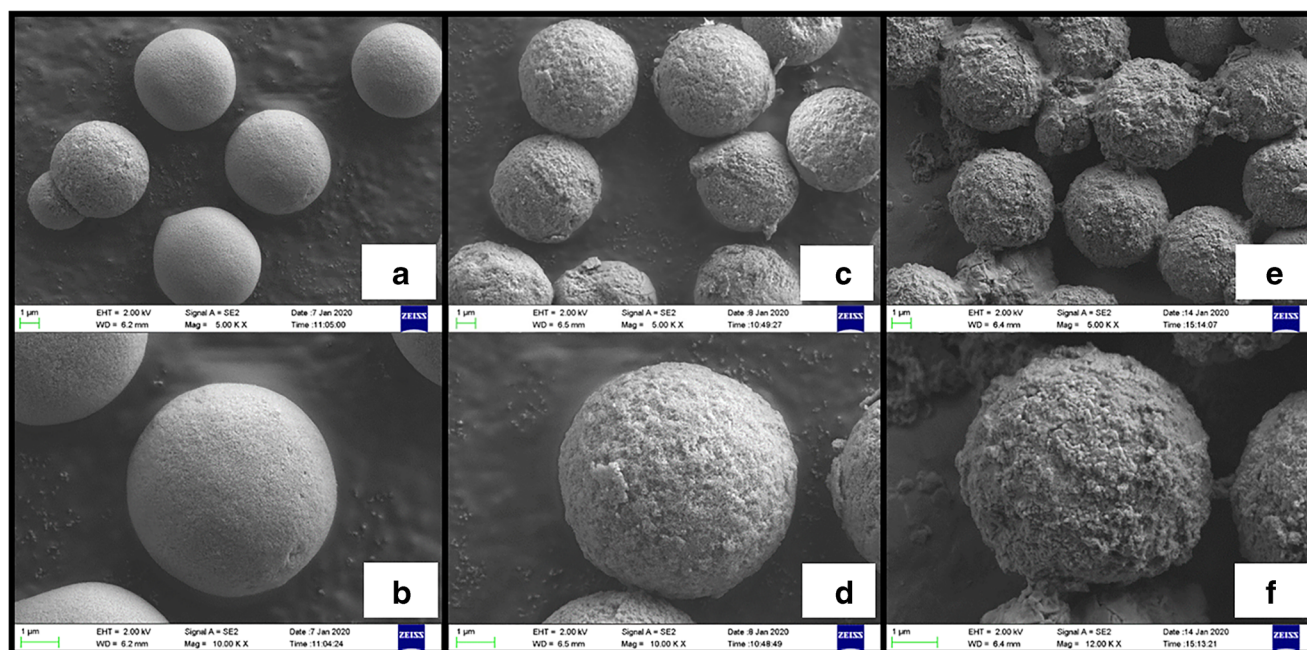 a
1 µm
EHT = 2.00 kV Signal A = SE2 Date :7 Jan 2020
WD = 6.2 mm Mag = 5.00 K X Time :11:05:00
ZEISS
c
1 µm
EHT = 2.00 kV Signal A = SE2 Date :8 Jan 2020
WD = 6.5 mm Mag = 5.00 K X Time :10:49:27
ZEISS
e
1 µm
EHT = 2.00 kV Signal A = SE2 Date :14 Jan 2020
WD = 6.4 mm Mag = 5.00 K X Time :15:14:07
ZEISS
b
1 µm
EHT = 2.00 kV Signal A = SE2 Date :7 Jan 2020
WD = 6.2 mm Mag = 10.00 K X Time :11:04:24
ZEISS
d
1 µm
EHT = 2.00 kV Signal A = SE2 Date :8 Jan 2020
WD = 6.5 mm Mag = 10.00 K X Time :10:48:49
ZEISS
f
1 µm
EHT = 2.00 kV Signal A = SE2 Date :14 Jan 2020
WD = 6.4 mm Mag = 12.00 K X Time :15:13:21
ZEISS